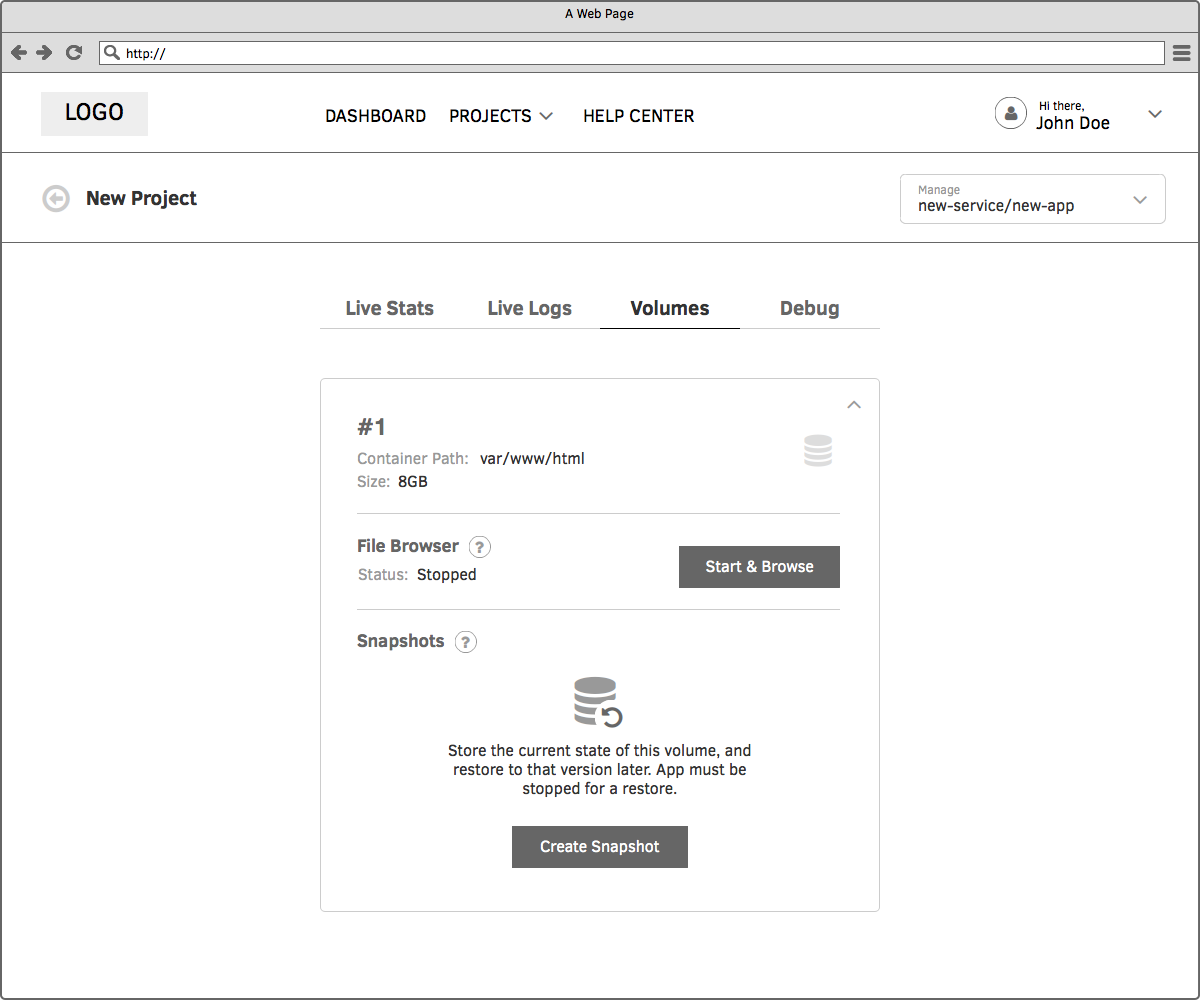 A Web Page
http://
LOGO
DASHBOARD PROJECTS HELP CENTER
Hi there,
John Doe
New Project
Manage
new-service/new-app
Live Stats Live Logs Volumes Debug
#1
Container Path: var/www/html
Size: 8GB
File Browser ?
Status: Stopped
Start & Browse
Snapshots ?
Store the current state of this volume, and
restore to that version later. App must be
stopped for a restore.
Create Snapshot